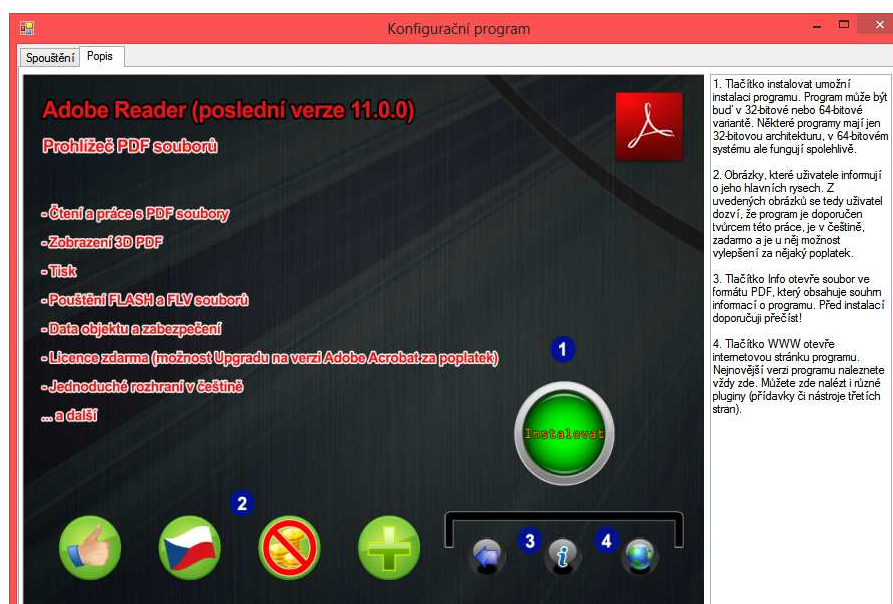 Konfigurační program
Spouštění
Popis
Adobe Reader (poslední verze 11.0.0)
Prohlížeč PDF souborů
- Čtení a práce s PDF soubory
- Zobrazení 3D PDF
- Tisk
- Pouštění FLASH a FLV souborů
- Data objektu a zabezpečení
- Licence zdarma (možnost Upgradu na verzi Adobe Acrobat za poplatek)
- Jednoduché rozhraní v češtině
... a další
1
Instalovat
2
3
4
1. Tlačítko instalovat umožní
instalaci programu. Program může být
buď v 32-bitové nebo 64-bitové
variantě. Některé programy mají jen
32-bitovou architekturu, v 64-bitovém
systému ale fungují spolehlivě.
2. Obrázky, které uživatele informují
o jeho hlavních rysech. Z
uvedených obrázků se tedy uživatel
dozví, že program je doporučen
tvůrcem této práce, je v češtině,
zadarmo a je u něj možnost
vylepšení za nějaký poplatek.
3. Tlačítko Info otevře soubor ve
formátu PDF, který obsahuje souhrn
informací o programu. Před instalací
doporučuji přečíst!
4. Tlačítko WWW otevře
internetovou stránku programu.
Nejnovější verzi programu naleznete
vždy zde. Můžete zde nalézt i různé
pluginy (přídavky či nástroje třetích
stran).